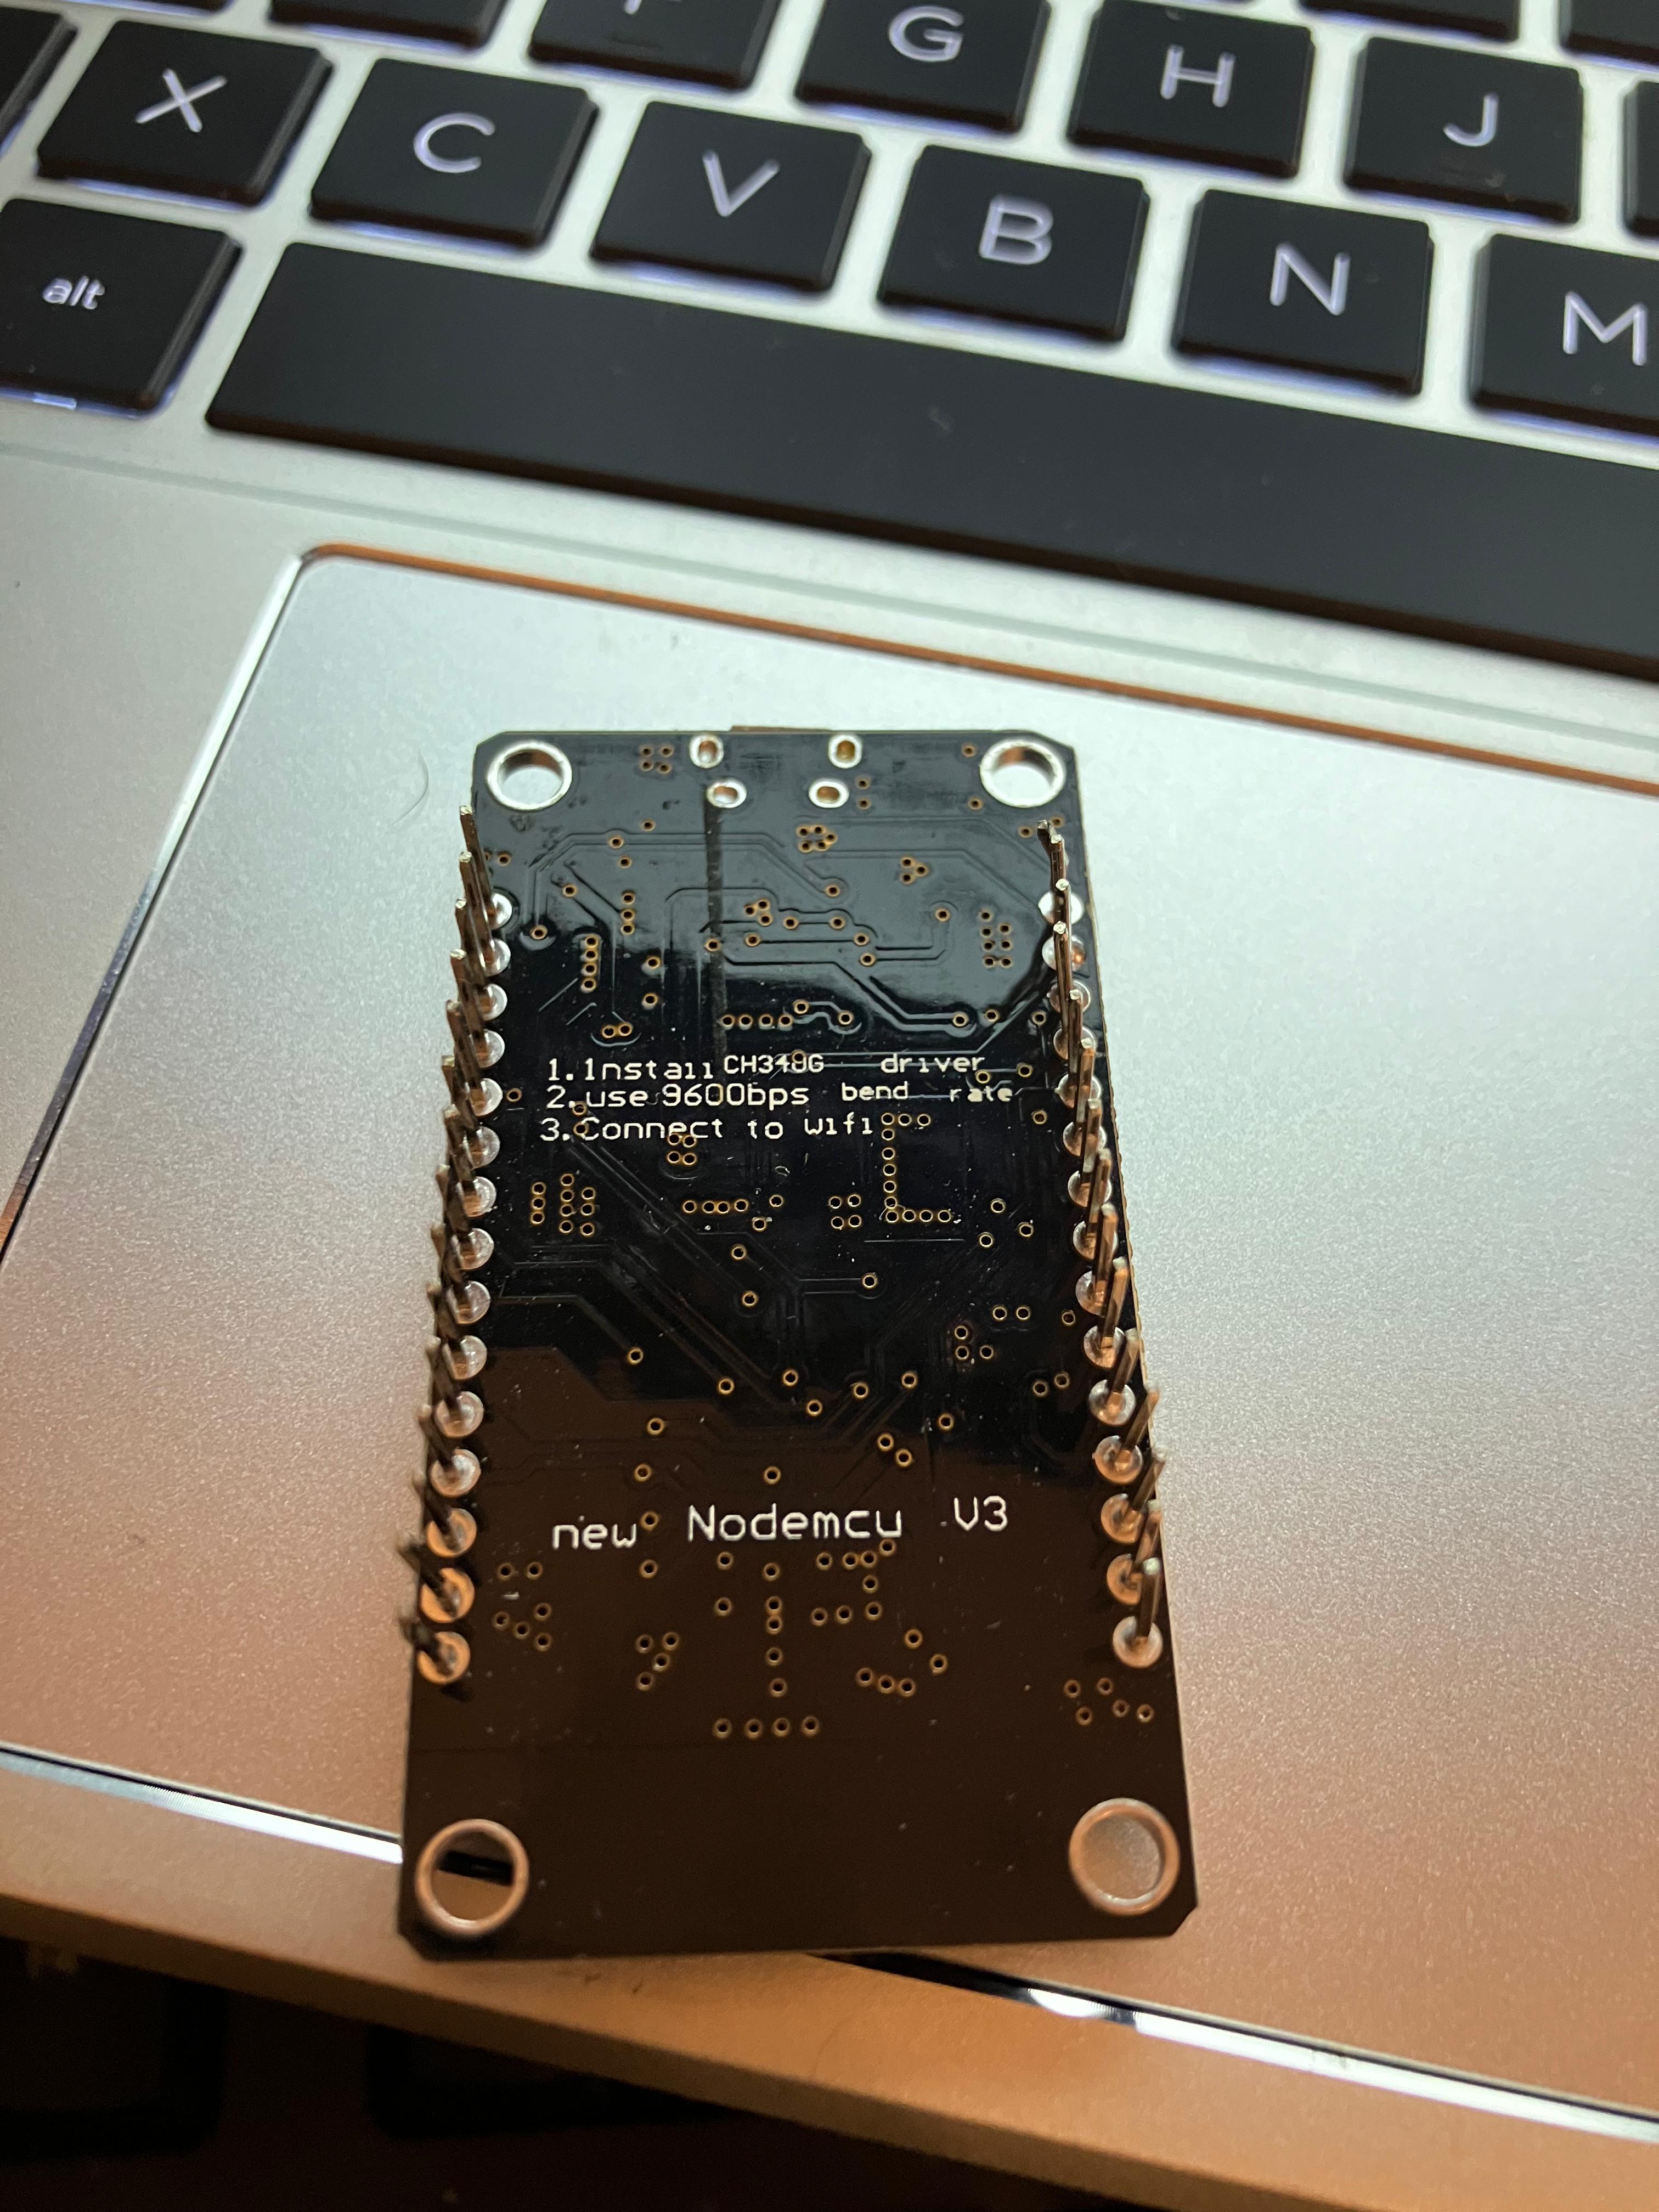 G H J
X C V B N M
alt
1. Install CH340G driver
2. use 9600bps bend rate
3. Connect to wifi
new Nodemcu V3